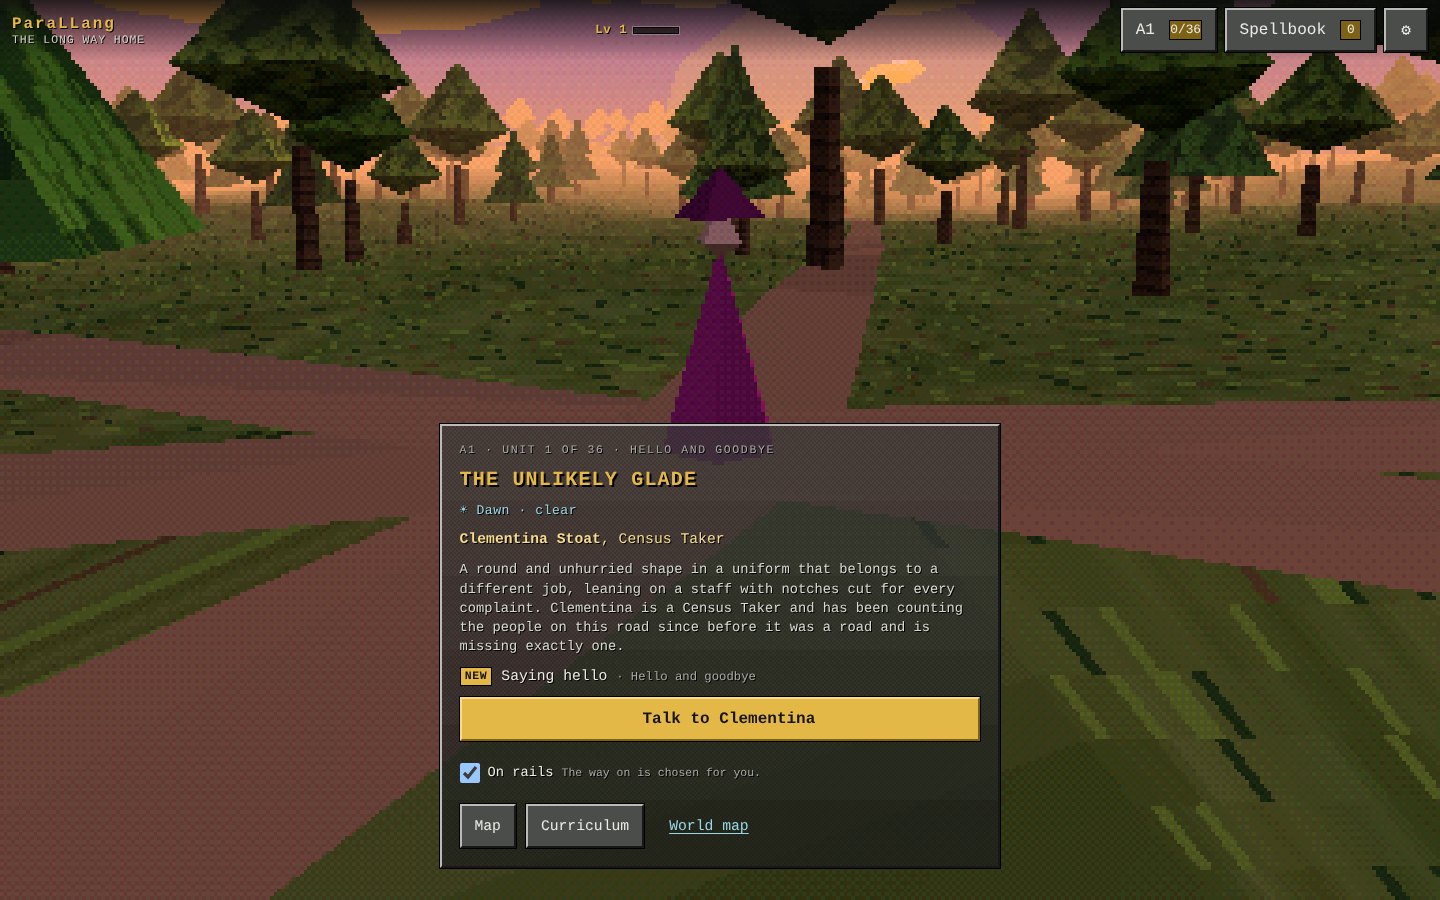 ParaLLang
THE LONG WAY HOME
Lv 1
A1 0/36
Spellbook 0
A1 · UNIT 1 OF 36 · HELLO AND GOODBYE
THE UNLIKELY GLADE
☀ Dawn · clear
Clementina Stoat, Census Taker
A round and unhurried shape in a uniform that belongs to a
different job, leaning on a staff with notches cut for every
complaint. Clementina is a Census Taker and has been counting
the people on this road since before it was a road and is
missing exactly one.
NEW Saying hello · Hello and goodbye
Talk to Clementina
On rails The way on is chosen for you.
Map
Curriculum
World map